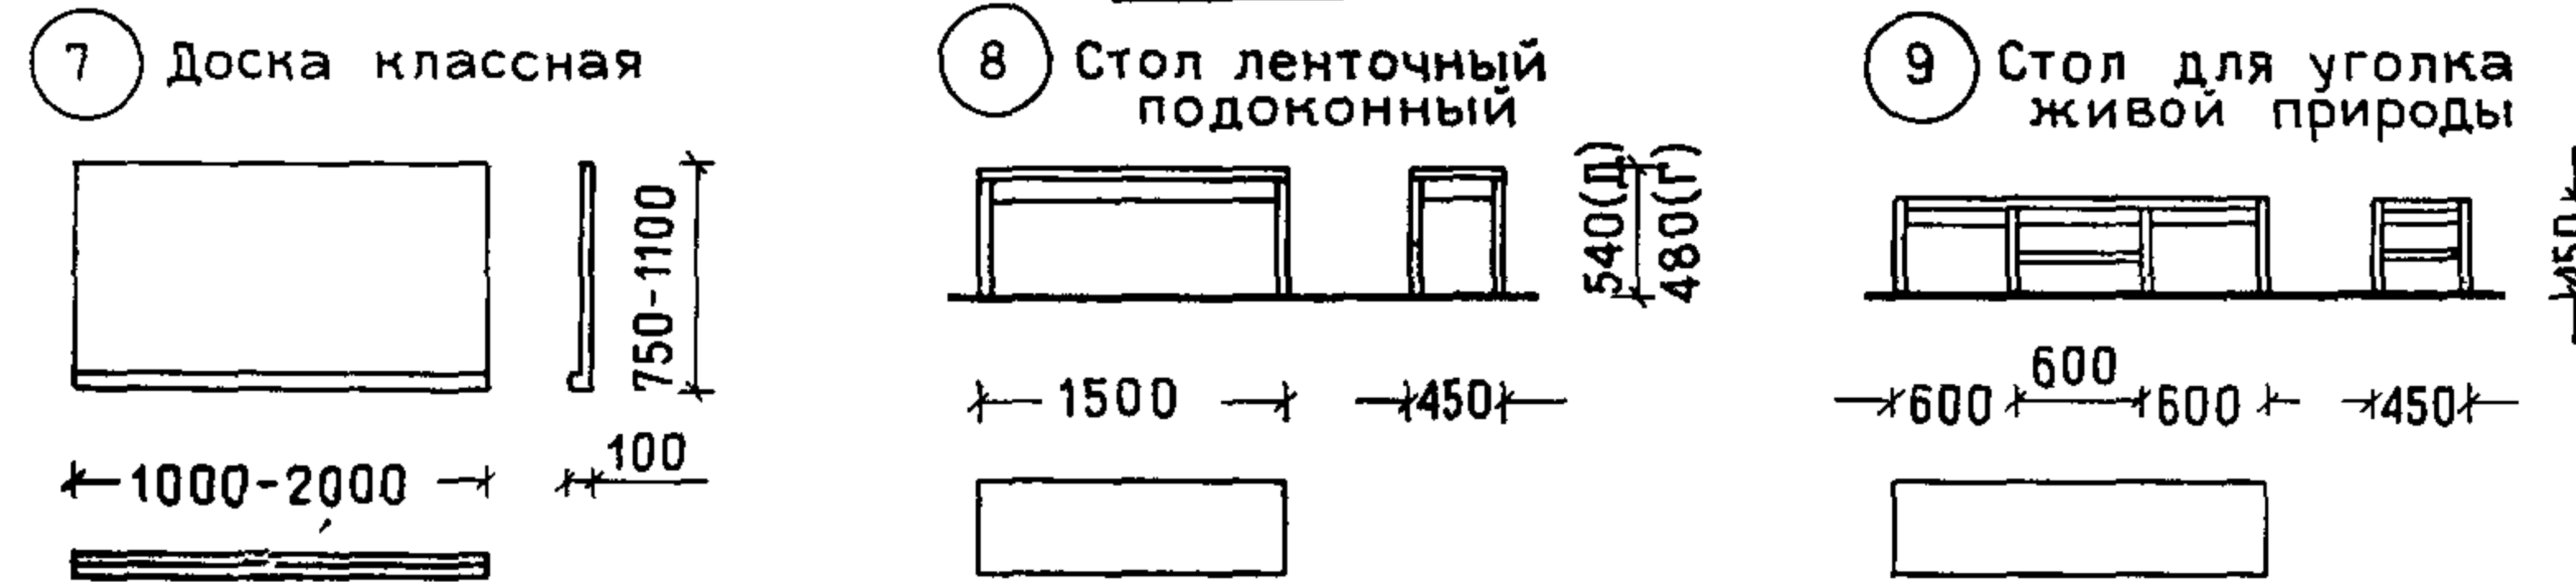 7 Доска классная
750-1100
1000-2000
100
8 Стол ленточный
подоконный
540(Д)
480(Г)
1500
450
9 Стол для уголка
живой природы
450
600
600
600
450